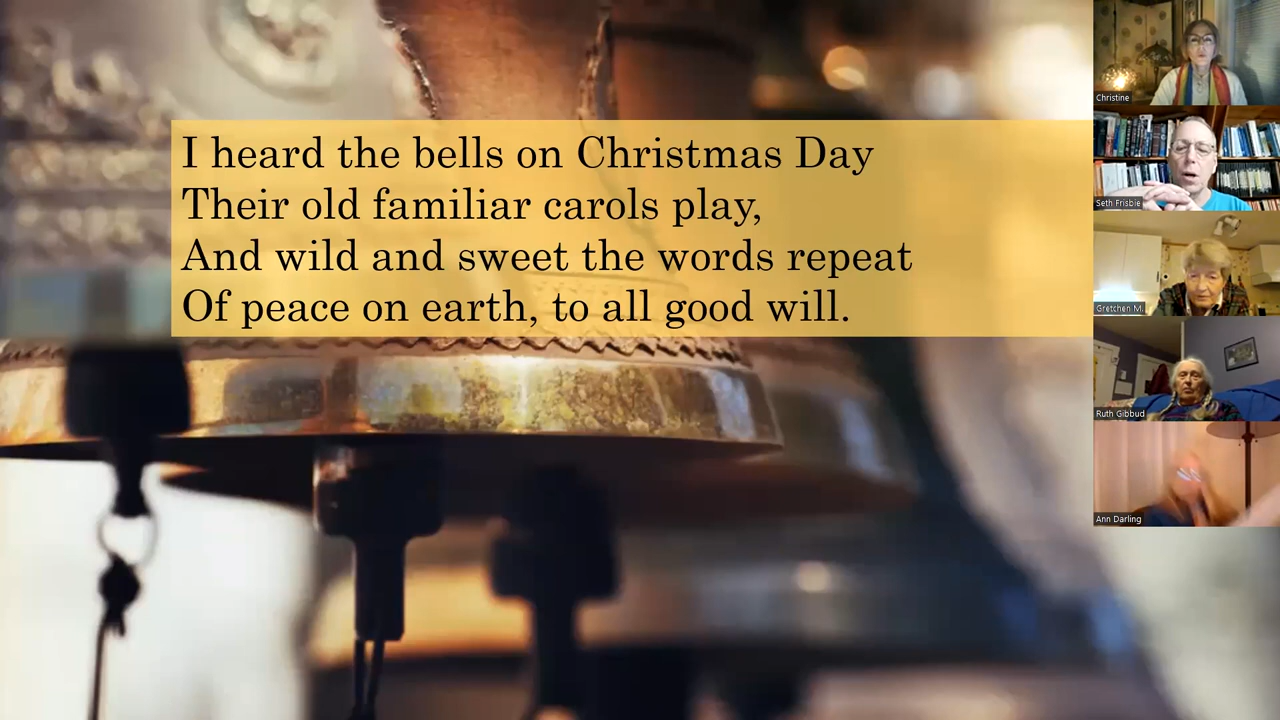 I heard the bells on Christmas Day
Their old familiar carols play,
And wild and sweet the words repeat
Of peace on earth, to all good will.
Christine
Seth Frisbie
Gretchen M.
Ruth Gibbud
Ann Darling